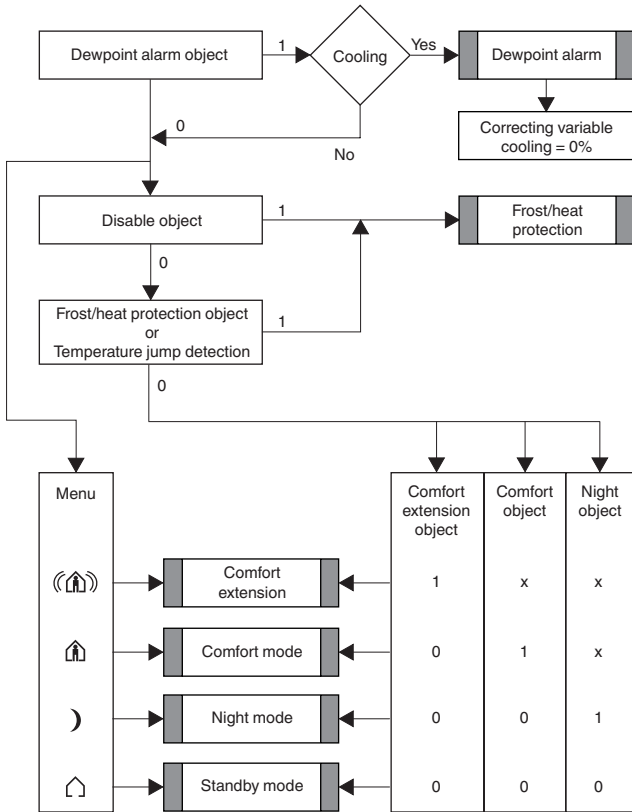 Dewpoint alarm object
1
Cooling
Yes
Dewpoint alarm
0
No
Correcting variable
cooling = 0%
Disable object
1
Frost/heat
protection
0
Frost/heat protection object
or
Temperature jump detection
1
0
Menu
Comfort
extension
object
Comfort
object
Night
object
Comfort
extension
1 x x
Comfort mode
0 1 x
Night mode
0 0 1
Standby mode
0 0 0